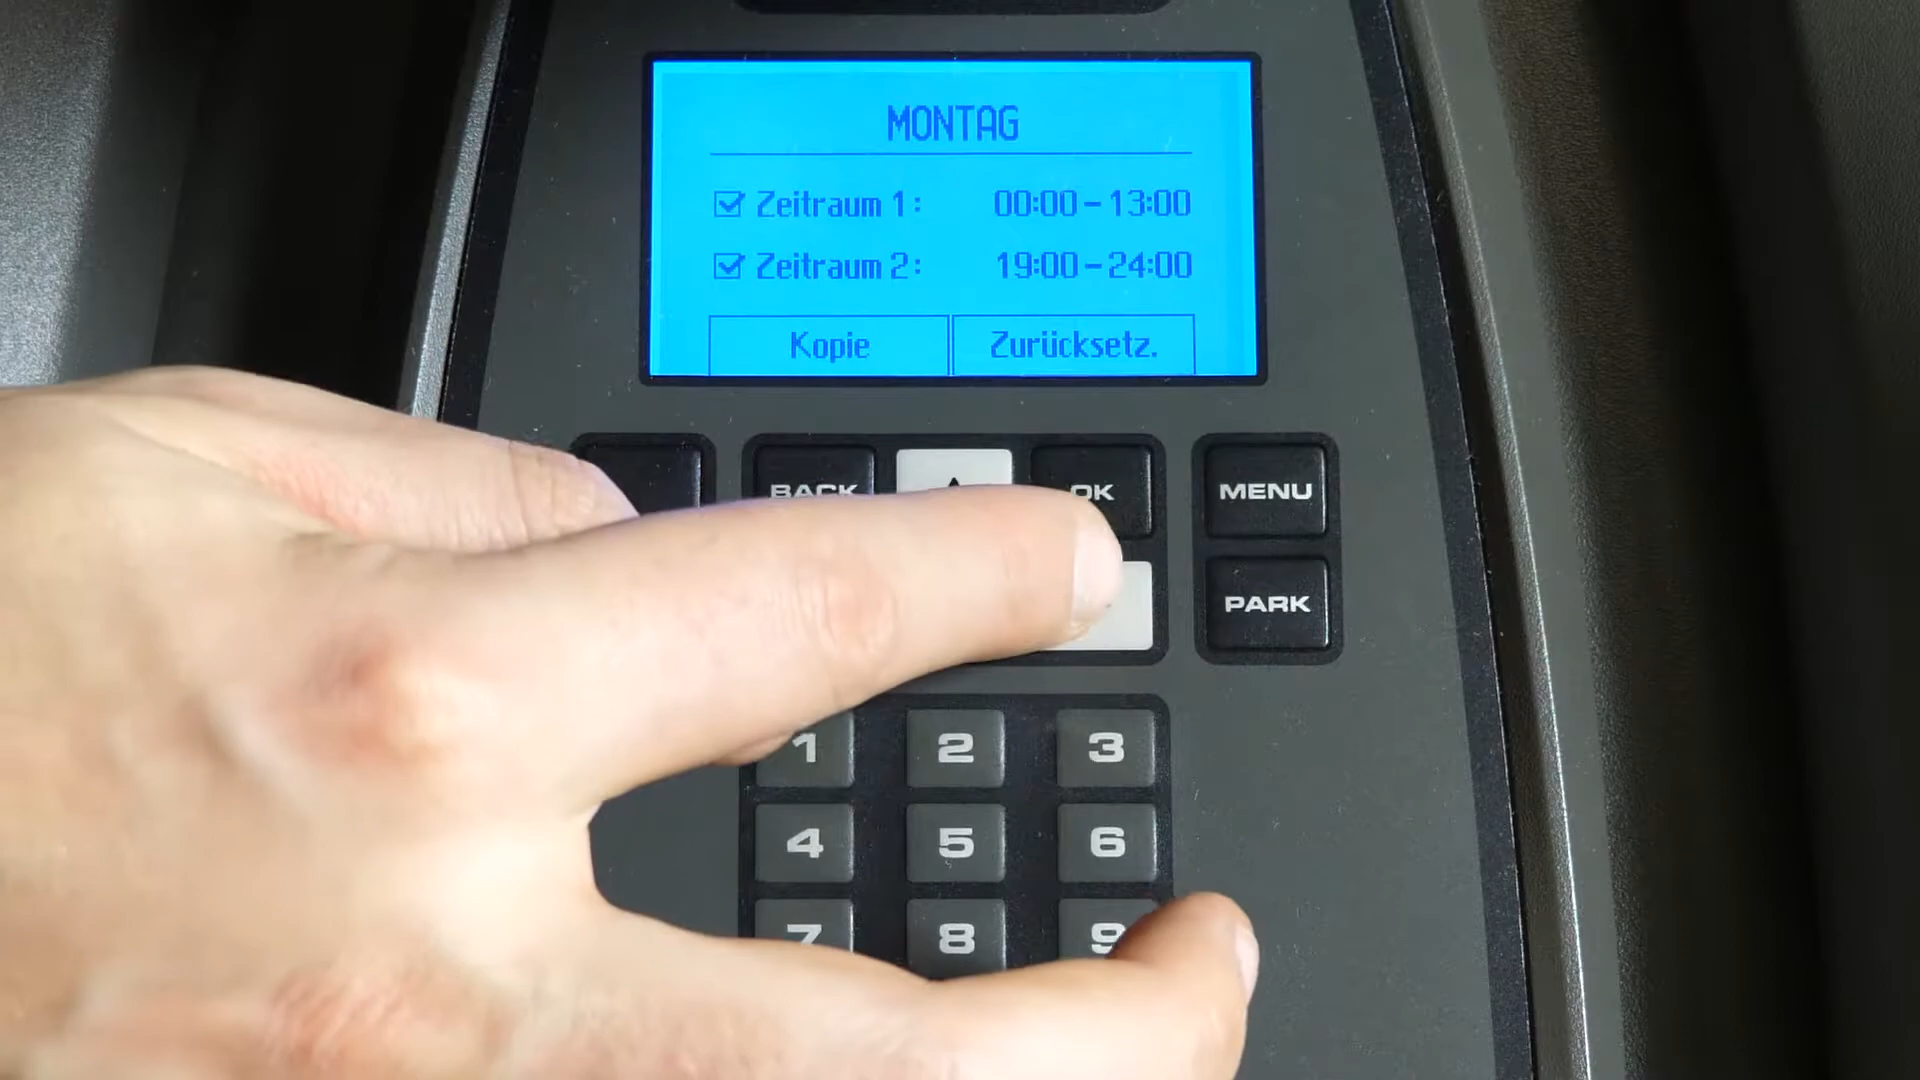 MONTAG
Zeitraum 1: 00:00-13:00
Zeitraum 2: 19:00-24:00
Kopie Zurücksetz.
BACK OK MENU
PARK
1 2 3
4 5 6
7 8 9